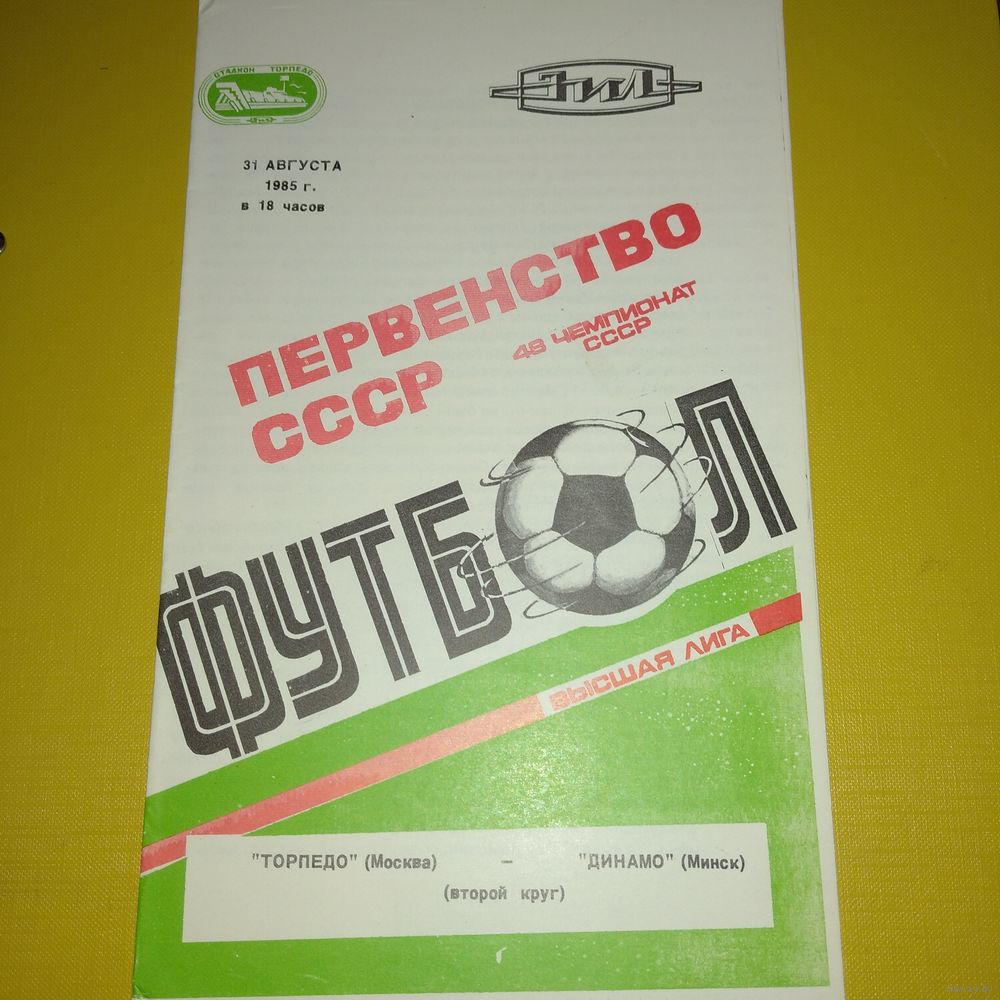 СТАДИОН ТОРПЕДО
ЗИЛ
ЗИЛ
31 АВГУСТА
1985 г.
в 18 часов
ПЕРВЕНСТВО
СССР
48 ЧЕМПИОНАТ
СССР
ФУТБОЛ
ВЫСШАЯ ЛИГА
"ТОРПЕДО" (Москва) – "ДИНАМО" (Минск)
(второй круг)